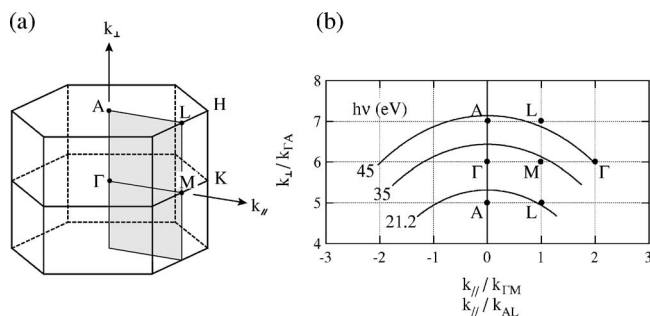 (a)
k⊥
A
L
H
Γ
M
K
k//
(b)
hν (eV)
k⊥/ kΓA
8
7
6
5
4
A
L
Γ
M
Γ
A
L
45
35
21.2
-3
-2
-1
0
1
2
3
k///kΓM
k///kAL